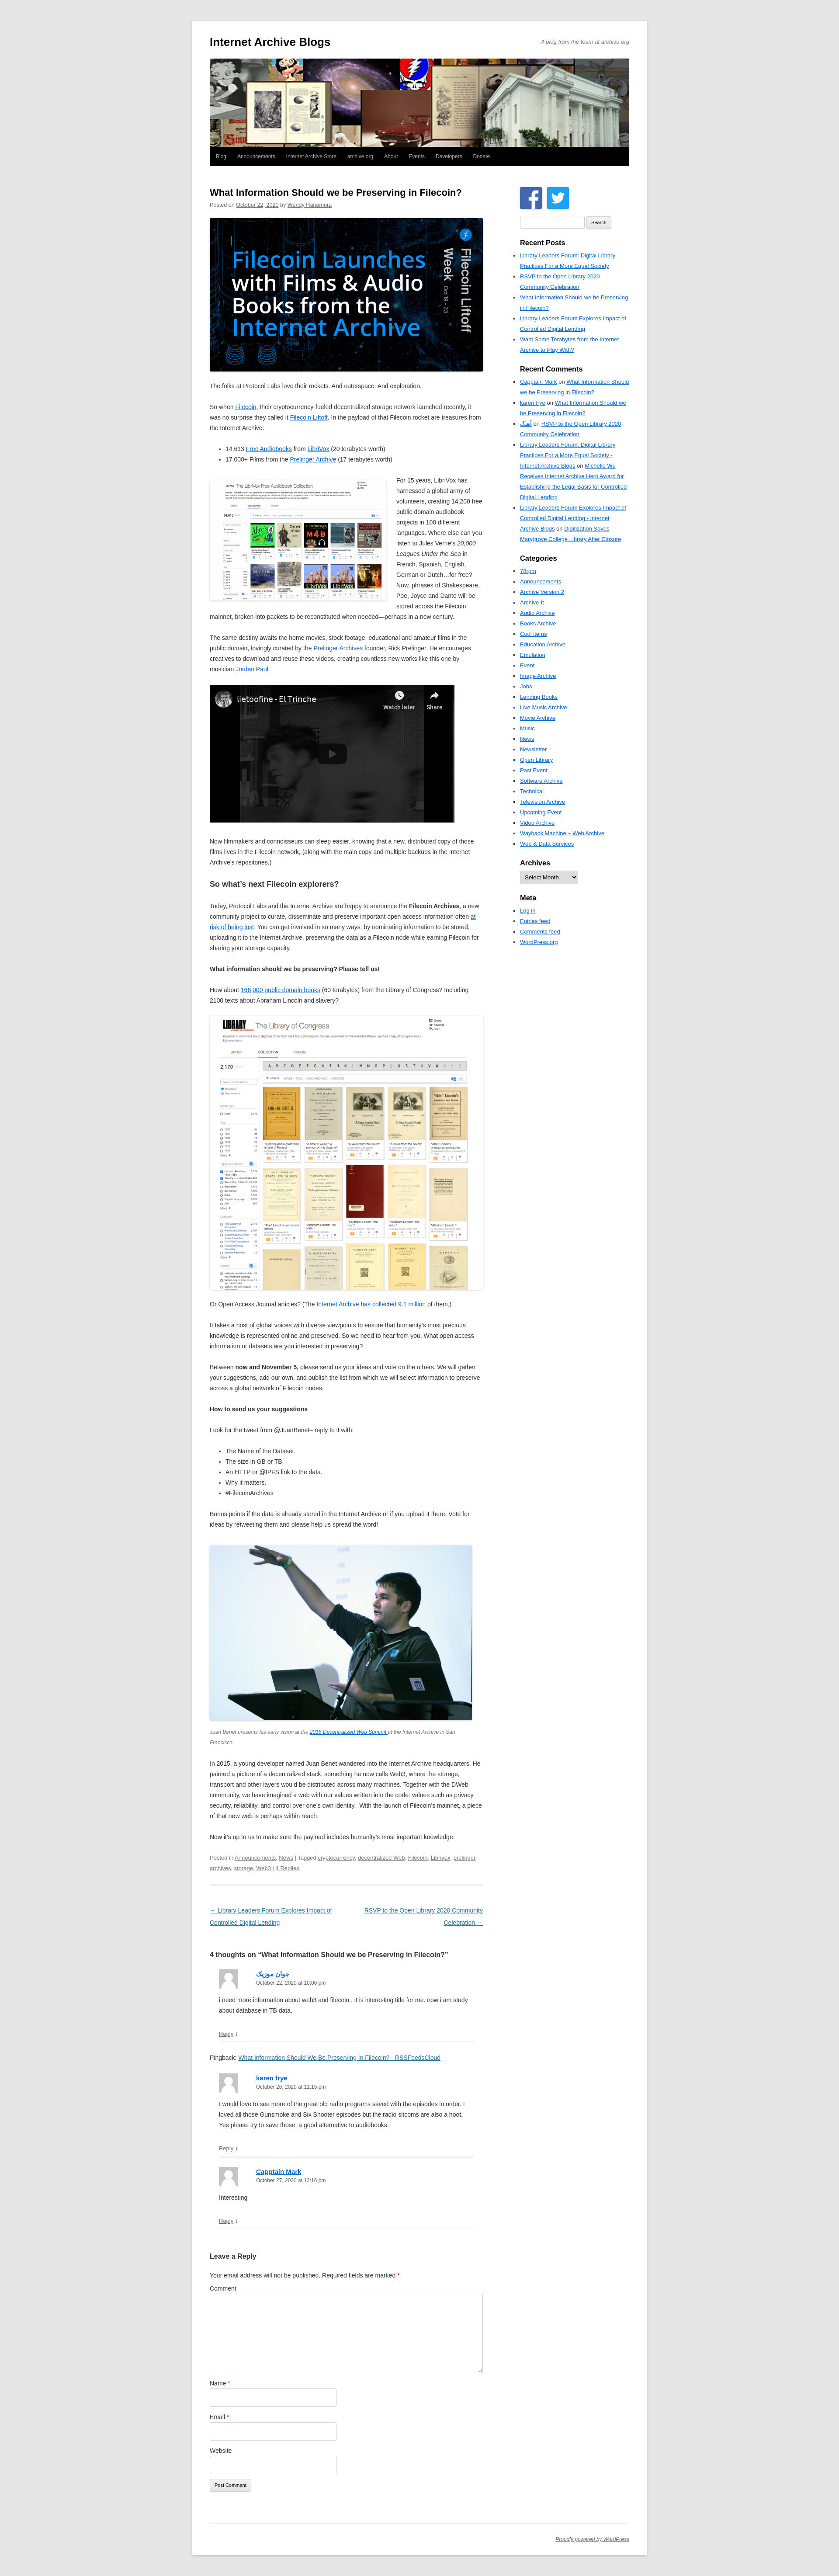 Internet Archive Blogs
A blog from the team at archive.org
Blog Announcements Internet Archive Store archive.org About Events Developers Donate
What Information Should we be Preserving in Filecoin?
Posted on October 22, 2020 by Wendy Hanamura
Filecoin Launches
with Films & Audio
Books from the
Internet Archive
Filecoin Liftoff
Week Oct 19 - 23
The folks at Protocol Labs love their rockets. And outerspace. And exploration.
So when Filecoin, their cryptocurrency-fueled decentralized storage network launched recently, it
was no surprise they called it Filecoin Liftoff. In the payload of that Filecoin rocket are treasures from
the Internet Archive:
• 14,613 Free Audiobooks from LibriVox (20 terabytes worth)
• 17,000+ Films from the Prelinger Archive (17 terabytes worth)
The LibriVox Free Audiobook Collection
For 15 years, LibriVox has
harnessed a global army of
volunteers, creating 14,200 free
public domain audiobook
projects in 100 different
languages. Where else can you
listen to Jules Verne's 20,000
Leagues Under the Sea in
French, Spanish, English,
German or Dutch…for free?
Now, phrases of Shakespeare,
Poe, Joyce and Dante will be
stored across the Filecoin
mainnet, broken into packets to be reconstituted when needed—perhaps in a new century.
The same destiny awaits the home movies, stock footage, educational and amateur films in the
public domain, lovingly curated by the Prelinger Archives founder, Rick Prelinger. He encourages
creatives to download and reuse these videos, creating countless new works like this one by
musician Jordan Paul:
lietoofine - El Trinche
Watch later Share
Now filmmakers and connoisseurs can sleep easier, knowing that a new, distributed copy of those
films lives in the Filecoin network, (along with the main copy and multiple backups in the Internet
Archive's repositories.)
So what's next Filecoin explorers?
Today, Protocol Labs and the Internet Archive are happy to announce the Filecoin Archives, a new
community project to curate, disseminate and preserve important open access information often at
risk of being lost. You can get involved in so many ways: by nominating information to be stored,
uploading it to the Internet Archive, preserving the data as a Filecoin node while earning Filecoin for
sharing your storage capacity.
What information should we be preserving? Please tell us!
How about 166,000 public domain books (60 terabytes) from the Library of Congress? Including
2100 texts about Abraham Lincoln and slavery?
LIBRARY The Library of Congress
Share
Favorite
ABOUT COLLECTION FORUM
2,170
Or Open Access Journal articles? (The Internet Archive has collected 9.1 million of them.)
It takes a host of global voices with diverse viewpoints to ensure that humanity's most precious
knowledge is represented online and preserved. So we need to hear from you. What open access
information or datasets are you interested in preserving?
Between now and November 5, please send us your ideas and vote on the others. We will gather
your suggestions, add our own, and publish the list from which we will select information to preserve
across a global network of Filecoin nodes.
How to send us your suggestions
Look for the tweet from @JuanBenet– reply to it with:
• The Name of the Dataset.
• The size in GB or TB.
• An HTTP or @IPFS link to the data.
• Why it matters.
• #FilecoinArchives
Bonus points if the data is already stored in the Internet Archive or if you upload it there. Vote for
ideas by retweeting them and please help us spread the word!
Juan Benet presents his early vision at the 2016 Decentralized Web Summit at the Internet Archive in San
Francisco.
In 2015, a young developer named Juan Benet wandered into the Internet Archive headquarters. He
painted a picture of a decentralized stack, something he now calls Web3, where the storage,
transport and other layers would be distributed across many machines. Together with the DWeb
community, we have imagined a web with our values written into the code: values such as privacy,
security, reliability, and control over one's own identity. With the launch of Filecoin's mainnet, a piece
of that new web is perhaps within reach.
Now it's up to us to make sure the payload includes humanity's most important knowledge.
Posted in Announcements, News | Tagged cryptocurrency, decentralized Web, Filecoin, Librivox, prelinger
archives, storage, Web3 | 4 Replies
← Library Leaders Forum Explores Impact of
Controlled Digital Lending
RSVP to the Open Library 2020 Community
Celebration →
4 thoughts on “What Information Should we be Preserving in Filecoin?”
جوان موزیک
October 22, 2020 at 10:06 pm
i need more information about web3 and filecoin . it is interesting title for me. now i am study
about database in TB data.
Reply ↓
Pingback: What Information Should We Be Preserving In Filecoin? - RSSFeedsCloud
karen frye
October 26, 2020 at 11:15 pm
I would love to see more of the great old radio programs saved with the episodes in order. I
loved all those Gunsmoke and Six Shooter episodes but the radio sitcoms are also a hoot.
Yes please try to save those, a good alternative to audiobooks.
Reply ↓
Capptain Mark
October 27, 2020 at 12:16 pm
Interesting
Reply ↓
Leave a Reply
Your email address will not be published. Required fields are marked *
Comment
Name *
Email *
Website
Post Comment
Search
Recent Posts
Library Leaders Forum: Digital Library
Practices For a More Equal Society
RSVP to the Open Library 2020
Community Celebration
What Information Should we be Preserving
in Filecoin?
Library Leaders Forum Explores Impact of
Controlled Digital Lending
Want Some Terabytes from the Internet
Archive to Play With?
Recent Comments
Capptain Mark on What Information Should
we be Preserving in Filecoin?
karen frye on What Information Should we
be Preserving in Filecoin?
آهنگ on RSVP to the Open Library 2020
Community Celebration
Library Leaders Forum: Digital Library
Practices For a More Equal Society -
Internet Archive Blogs on Michelle Wu
Receives Internet Archive Hero Award for
Establishing the Legal Basis for Controlled
Digital Lending
Library Leaders Forum Explores Impact of
Controlled Digital Lending - Internet
Archive Blogs on Digitization Saves
Marygrove College Library After Closure
Categories
78rpm
Announcements
Archive Version 2
Archive-It
Audio Archive
Books Archive
Cool items
Education Archive
Emulation
Event
Image Archive
Jobs
Lending Books
Live Music Archive
Movie Archive
Music
News
Newsletter
Open Library
Past Event
Software Archive
Technical
Television Archive
Upcoming Event
Video Archive
Wayback Machine – Web Archive
Web & Data Services
Archives
Select Month
Meta
Log in
Entries feed
Comments feed
WordPress.org
Proudly powered by WordPress